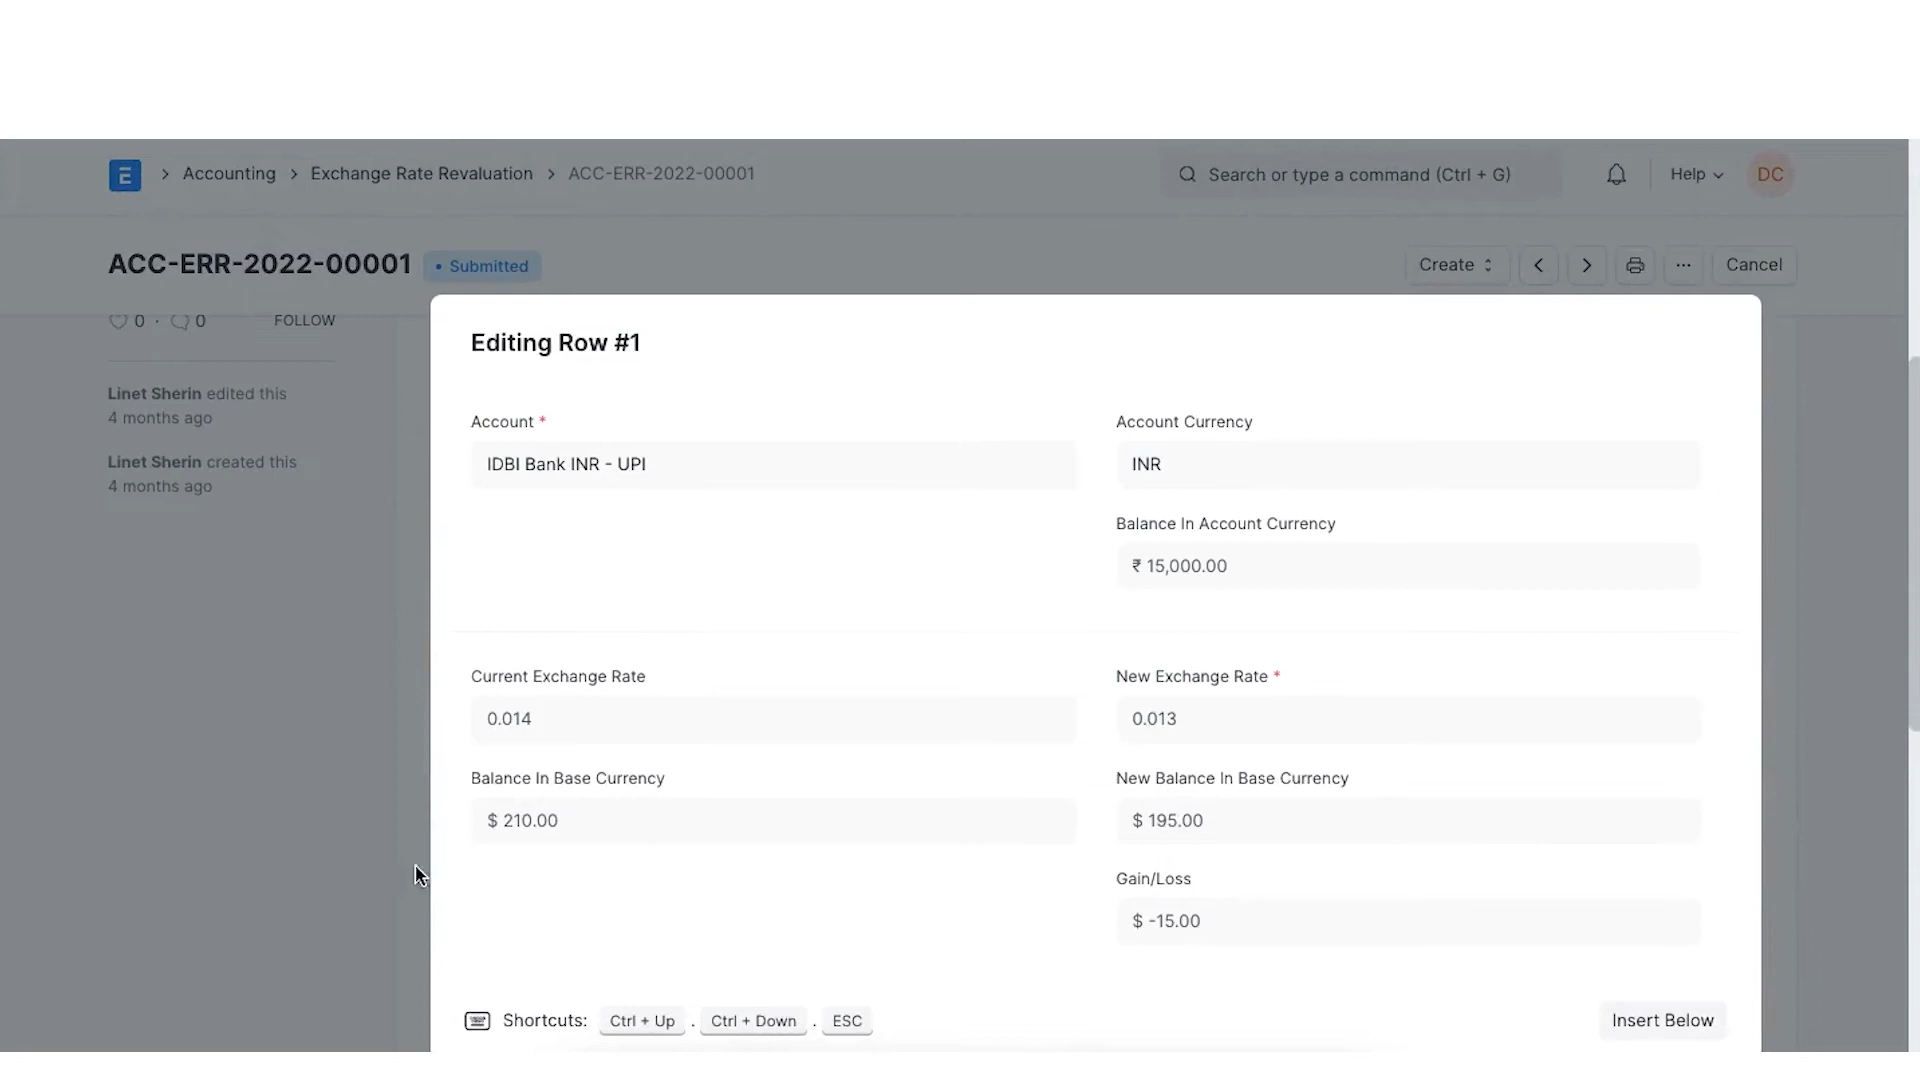 E > Accounting > Exchange Rate Revaluation > ACC-ERR-2022-00001 Search or type a command (Ctrl + G) Help DC
ACC-ERR-2022-00001 • Submitted Create ... Cancel
0 · 0 FOLLOW
Linet Sherin edited this
4 months ago
Linet Sherin created this
4 months ago
Editing Row #1
Account * Account Currency
IDBI Bank INR - UPI INR
Balance In Account Currency
₹ 15,000.00
Current Exchange Rate New Exchange Rate *
0.014 0.013
Balance In Base Currency New Balance In Base Currency
$ 210.00 $ 195.00
Gain/Loss
$ -15.00
Shortcuts: Ctrl + Up . Ctrl + Down . ESC Insert Below